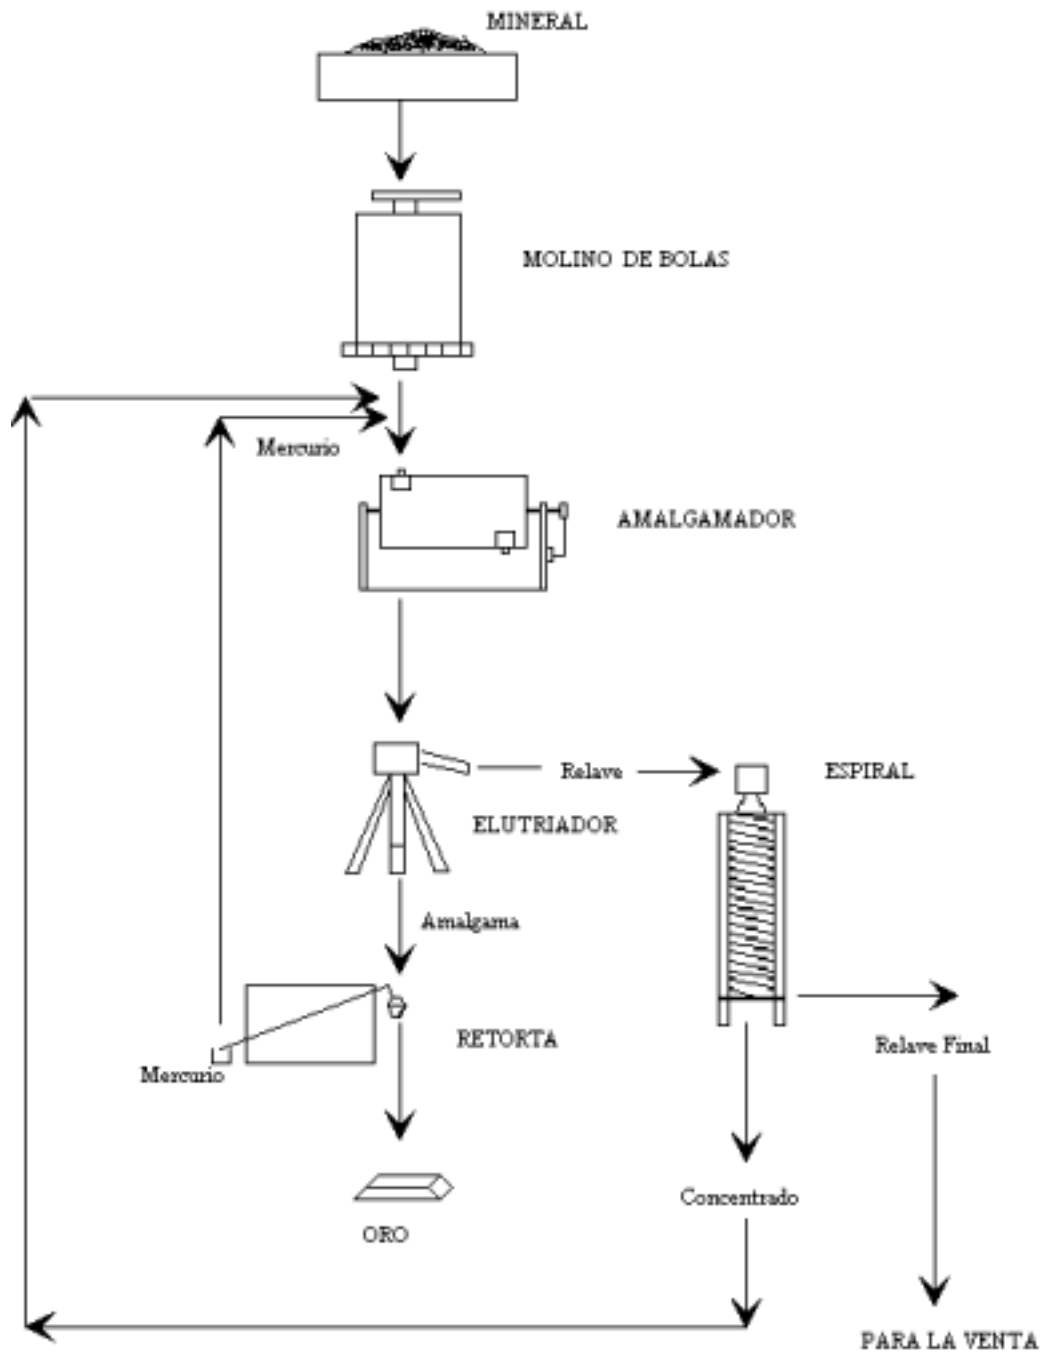 MINERAL
MOLINO DE BOLAS
Mercurio
AMALGAMADOR
Relave
ESPIRAL
ELUTRIADOR
Amalgama
RETORTA
Relave Final
Mercurio
Concentrado
ORO
PARA LA VENTA